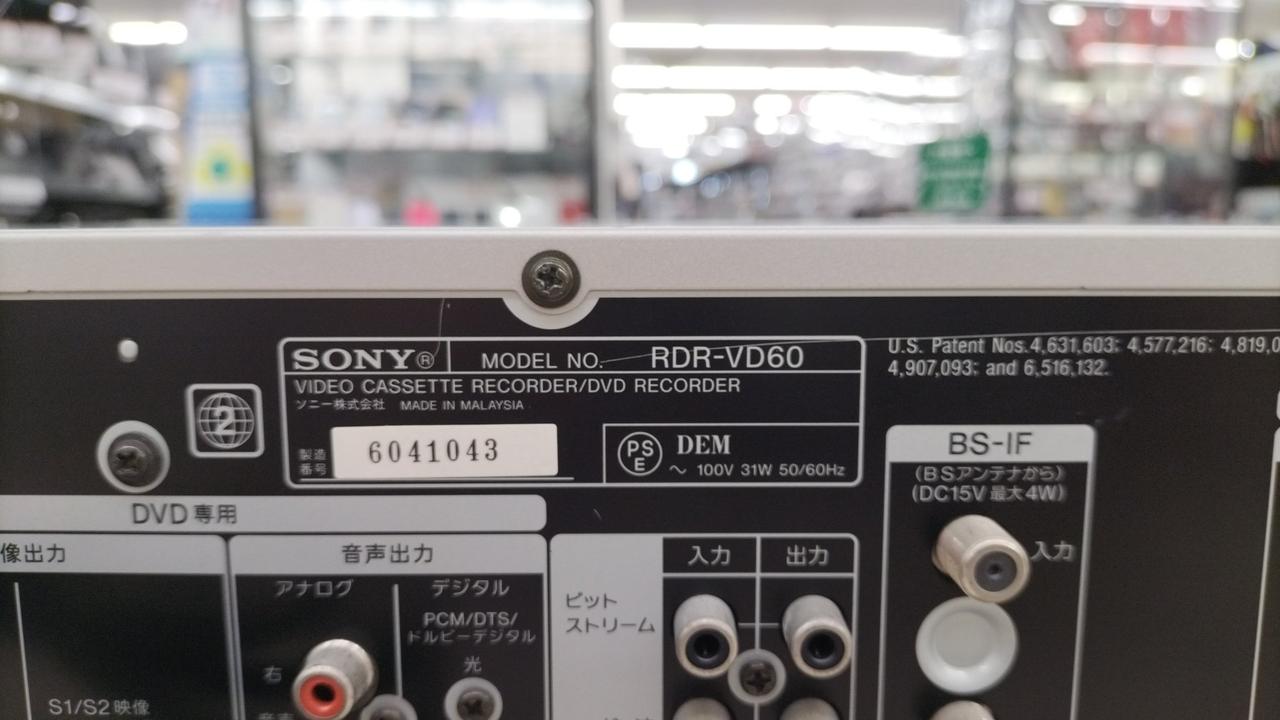 SONY® MODEL NO. RDR-VD60
VIDEO CASSETTE RECORDER/DVD RECORDER
ソニー株式会社 MADE IN MALAYSIA
製造番号 6041043
PS E DEM
～ 100V 31W 50/60Hz
2
U.S. Patent Nos.4,631,603; 4,577,216; 4,819,0
4,907,093; and 6,516,132.
BS-IF
(BSアンテナから)
(DC15V 最大4W)
入力
DVD専用
像出力
S1/S2 映像
音声出力
アナログ
右
音声
デジタル
PCM/DTS/
ドルビーデジタル
光
入力 出力
ビット
ストリーム